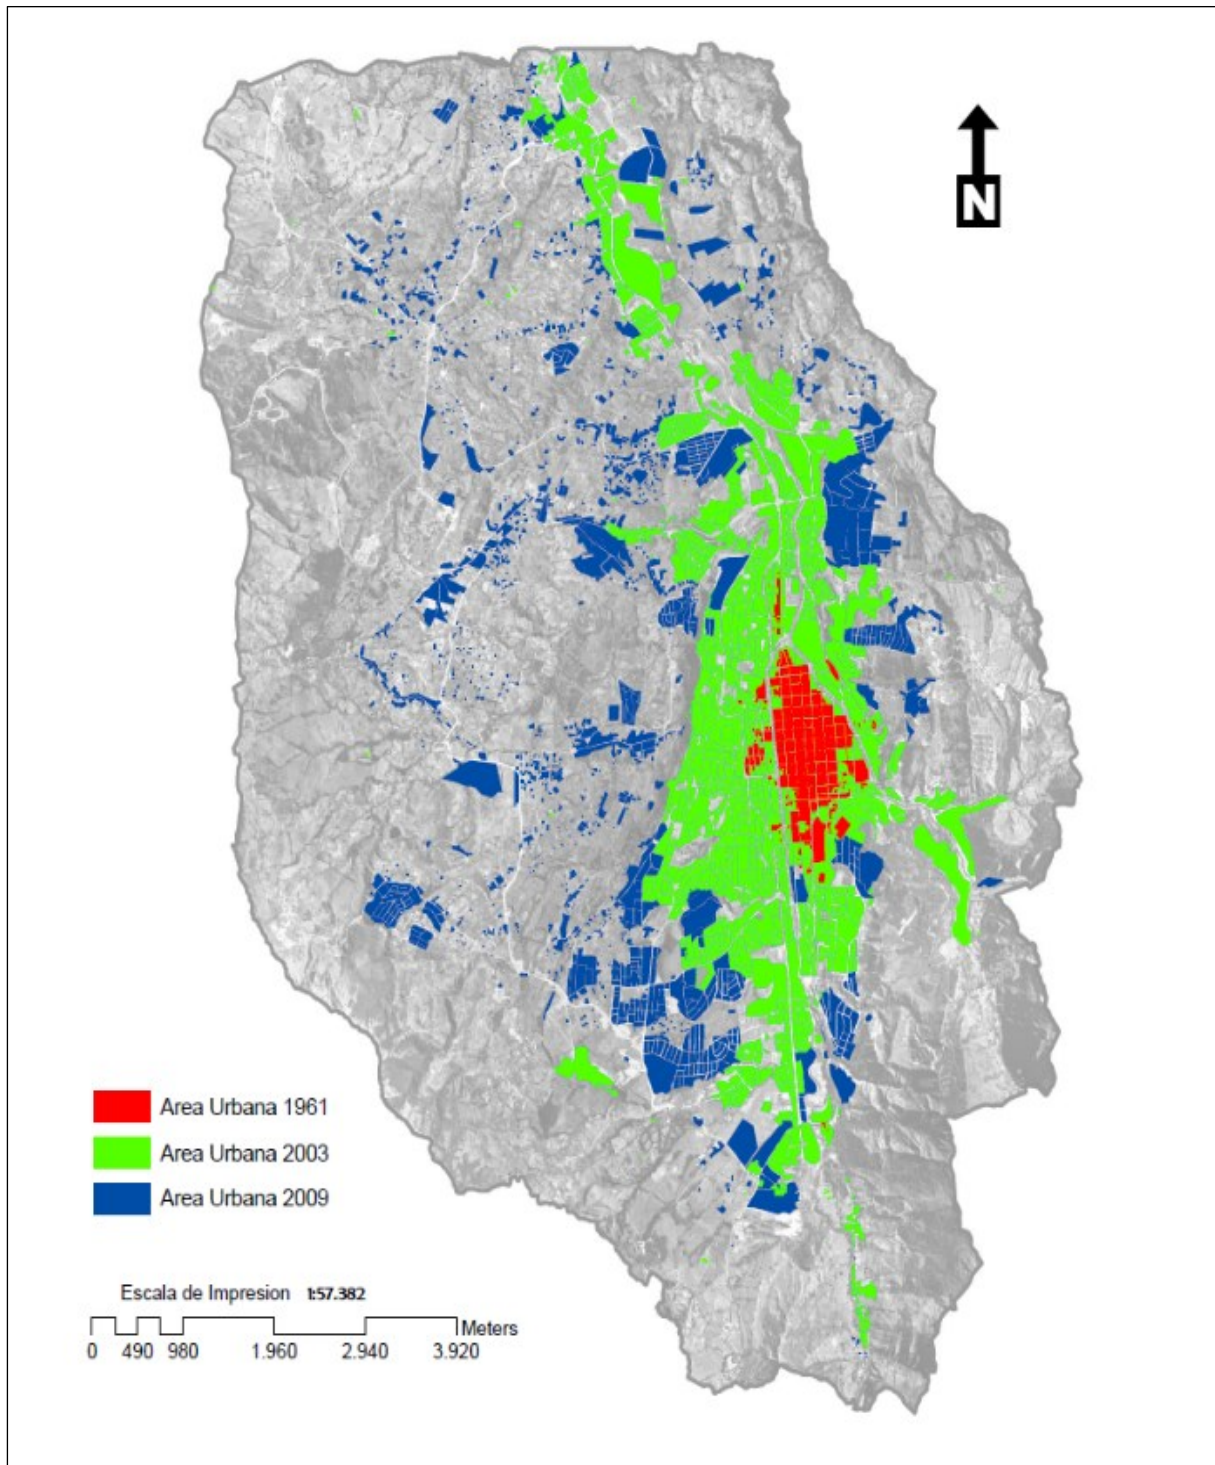 N
Area Urbana 1961
Area Urbana 2003
Area Urbana 2009
Escala de Impresion 1:57.382
Meters
0 490 980 1.960 2.940 3.920